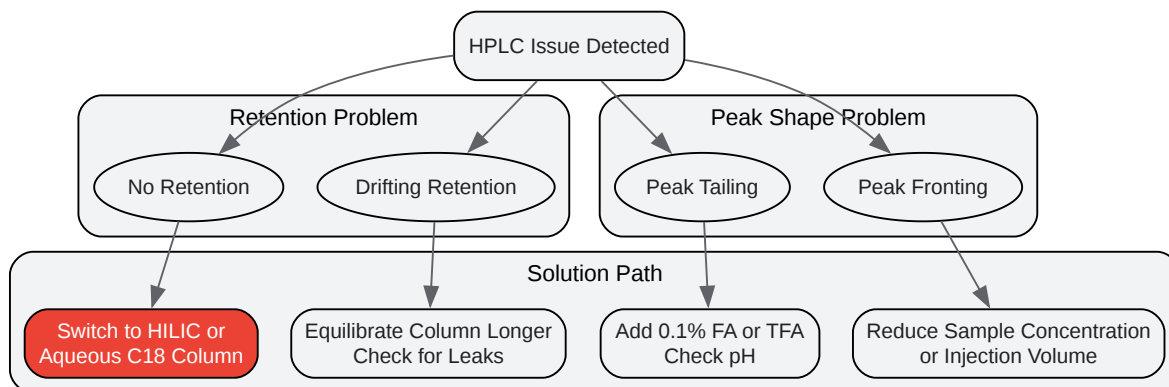 HPLC Issue Detected
Retention Problem
Peak Shape Problem
No Retention
Drifting Retention
Peak Tailing
Peak Fronting
Solution Path
Switch to HILIC or
Aqueous C18 Column
Equilibrate Column Longer
Check for Leaks
Add 0.1% FA or TFA
Check pH
Reduce Sample Concentration
or Injection Volume